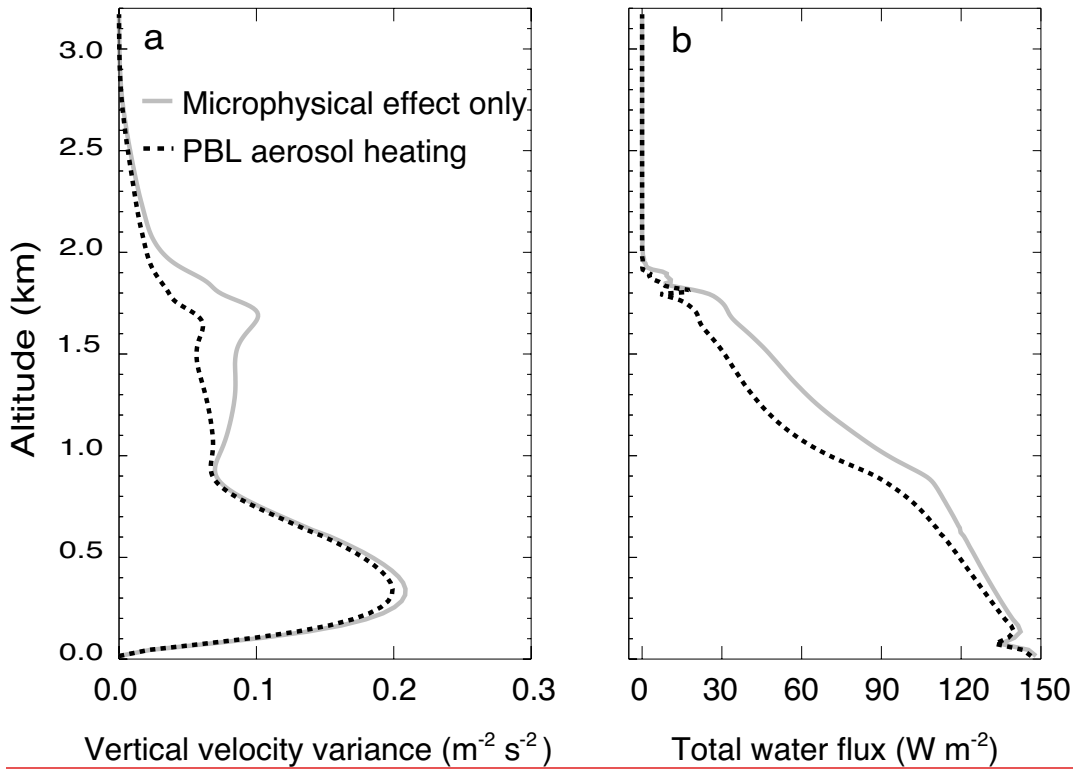 a
b
Microphysical effect only
PBL aerosol heating
3.0
2.5
2.0
1.5
1.0
0.5
0.0
Altitude (km)
0.0 0.1 0.2 0.3
0 30 60 90 120 150
Vertical velocity variance (m⁻² s⁻²)
Total water flux (W m⁻²)